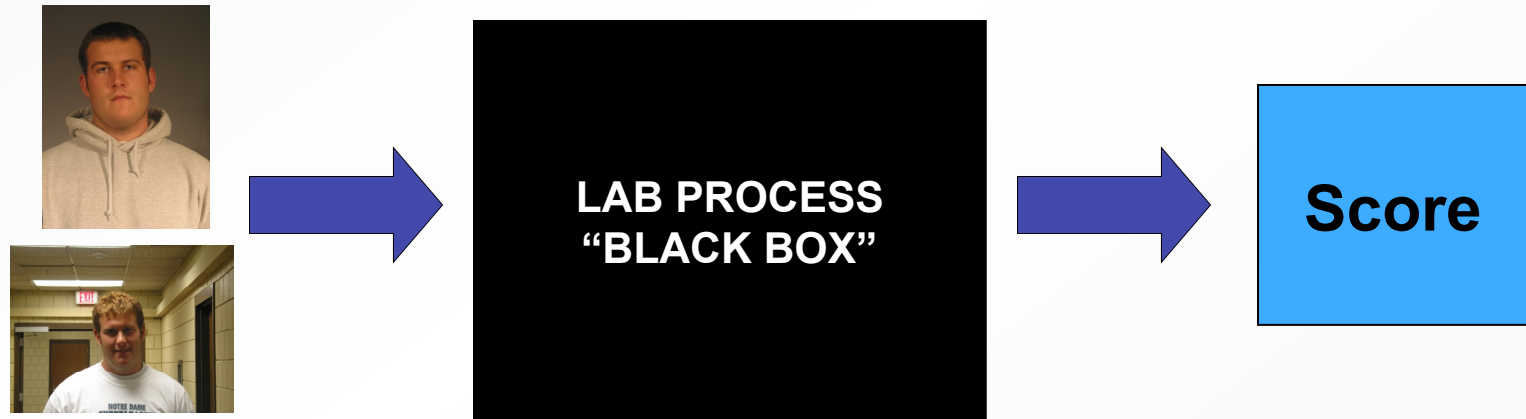 EXIT
NOTRE DAME
LAB PROCESS
“BLACK BOX”
Score